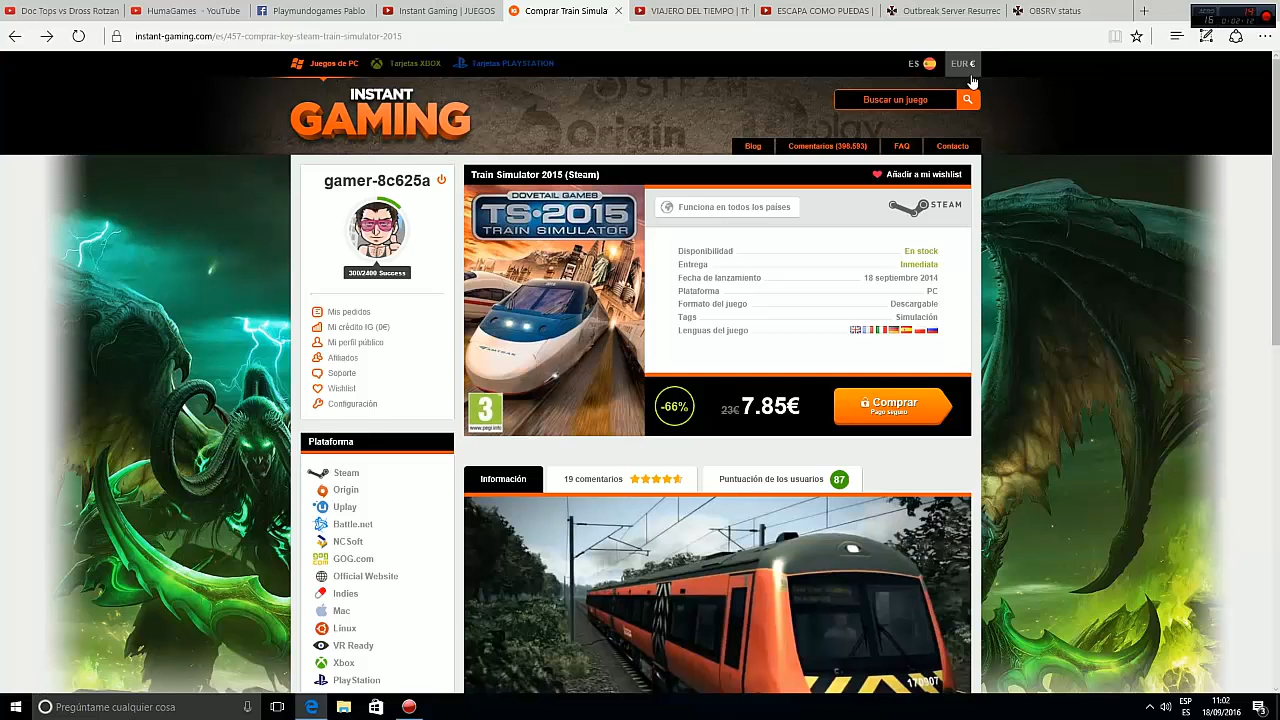 Doc Tops vs Dross Rotzan
HumaGames - YouTube
Playmundogames Pablo
Instant Gaming | JUEGOS
Comprar Train Simula
VIAJERO DEL TIEMPO | Th
ESCAPA COMO PUEDAS |
Outbreak Server Resurrec
OBSRV status
instant-gaming.com/es/457-comprar-key-steam-train-simulator-2015
Juegos de PC
Tarjetas XBOX
Tarjetas PLAYSTATION
ES
EUR €
INSTANT
GAMING
STEAM
Origin
Buscar un juego
Blog
Comentarios (398.593)
FAQ
Contacto
gamer-8c625a
300/2400 Success
Mis pedidos
Mi crédito IG (0€)
Mi perfil público
Afiliados
Soporte
Wishlist
Configuración
Plataforma
Steam
Origin
Uplay
Battle.net
NCSoft
GOG.com
Official Website
Indies
Mac
Linux
VR Ready
Xbox
PlayStation
Train Simulator 2015 (Steam)
Añadir a mi wishlist
DOVETAIL GAMES
TS·2015
TRAIN SIMULATOR
AMTRAK
3
www.pegi.info
Funciona en todos los países
STEAM
Disponibilidad
En stock
Entrega
Inmediata
Fecha de lanzamiento
18 septiembre 2014
Plataforma
PC
Formato del juego
Descargable
Tags
Simulación
Lenguas del juego
-66%
23€ 7.85€
Comprar
Pago seguro
Información
19 comentarios
Puntuación de los usuarios 87
Pregúntame cualquier cosa
ESP
ES
11:02
18/09/2016